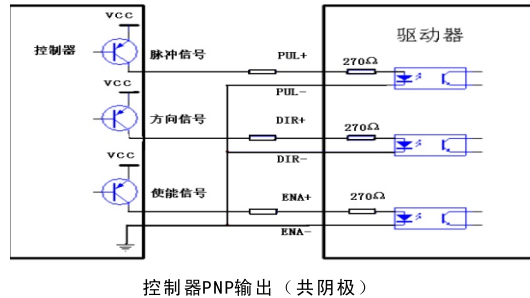 VCC
控制器
脉冲信号
PUL+
270Ω
驱动器
PUL-
VCC
方向信号
DIR+
270Ω
DIR-
VCC
使能信号
ENA+
270Ω
ENA-
控制器PNP输出（共阴极）